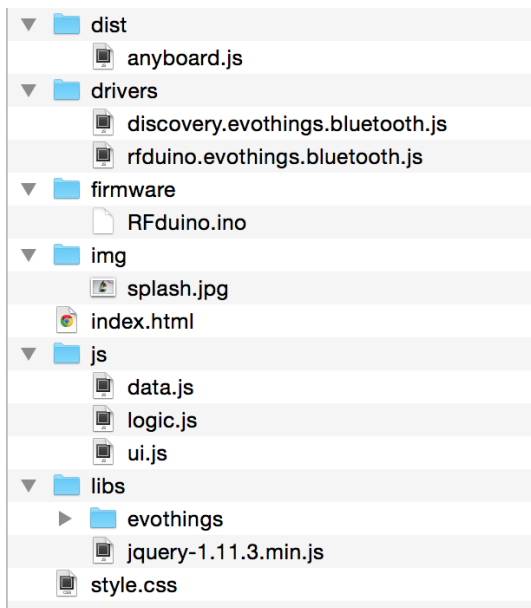 dist
anyboard.js
drivers
discovery.evothings.bluetooth.js
rfduino.evothings.bluetooth.js
firmware
RFduino.ino
img
splash.jpg
index.html
js
data.js
logic.js
ui.js
libs
evothings
jquery-1.11.3.min.js
style.css